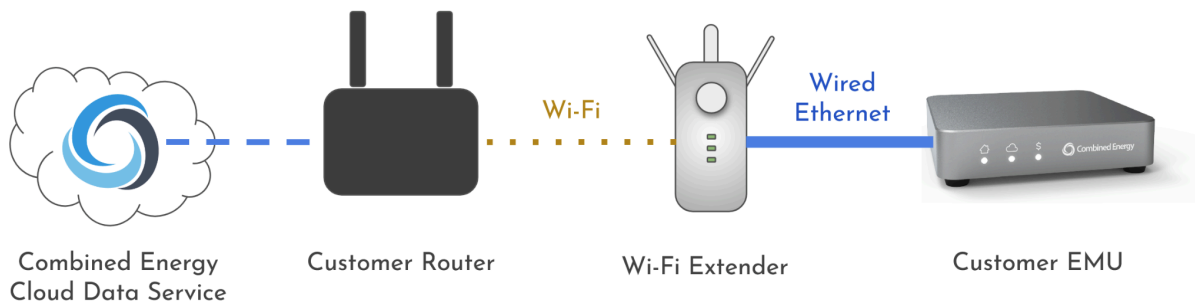 Wi-Fi
Wired
Ethernet
$
Combined Energy
Combined Energy
Cloud Data Service
Customer Router
Wi-Fi Extender
Customer EMU